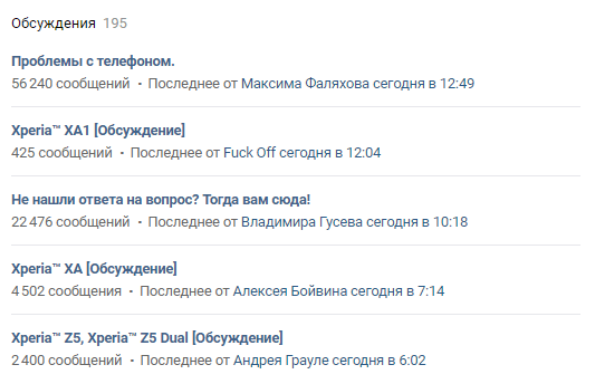 Обсуждения 195
Проблемы с телефоном.
56 240 сообщений · Последнее от Максима Фаляхова сегодня в 12:49
Xperia™ XA1 [Обсуждение]
425 сообщений · Последнее от Fuck Off сегодня в 12:04
Не нашли ответа на вопрос? Тогда вам сюда!
22 476 сообщений · Последнее от Владимира Гусева сегодня в 10:18
Xperia™ XA [Обсуждение]
4 502 сообщения · Последнее от Алексея Бойвина сегодня в 7:14
Xperia™ Z5, Xperia™ Z5 Dual [Обсуждение]
2 400 сообщений · Последнее от Андрея Грауле сегодня в 6:02